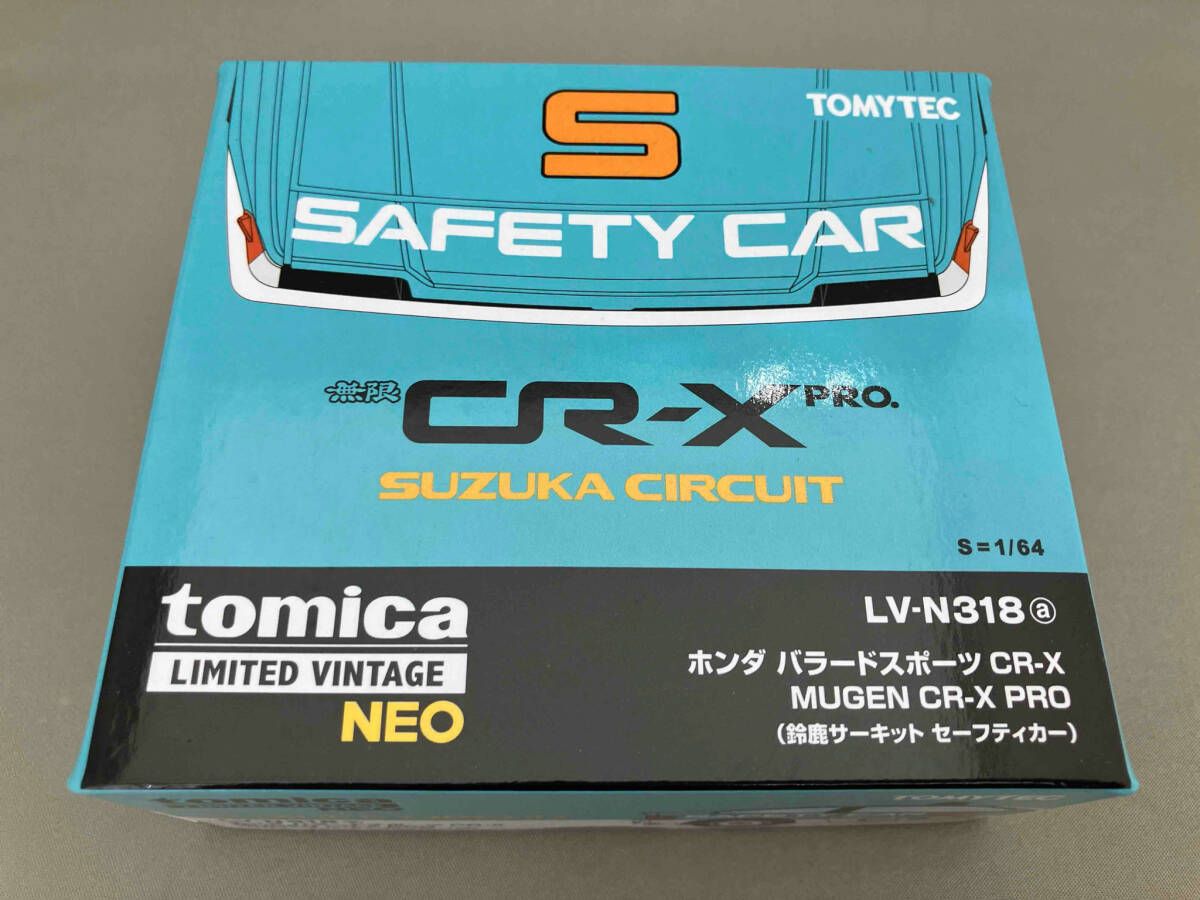 S
TOMYTEC
SAFETY CAR
無限 CR-X PRO.
SUZUKA CIRCUIT
S=1/64
tomica
LIMITED VINTAGE
NEO
LV-N318ⓐ
ホンダ バラードスポーツ CR-X
MUGEN CR-X PRO
(鈴鹿サーキット セーフティカー)
tomica
TOMYTEC